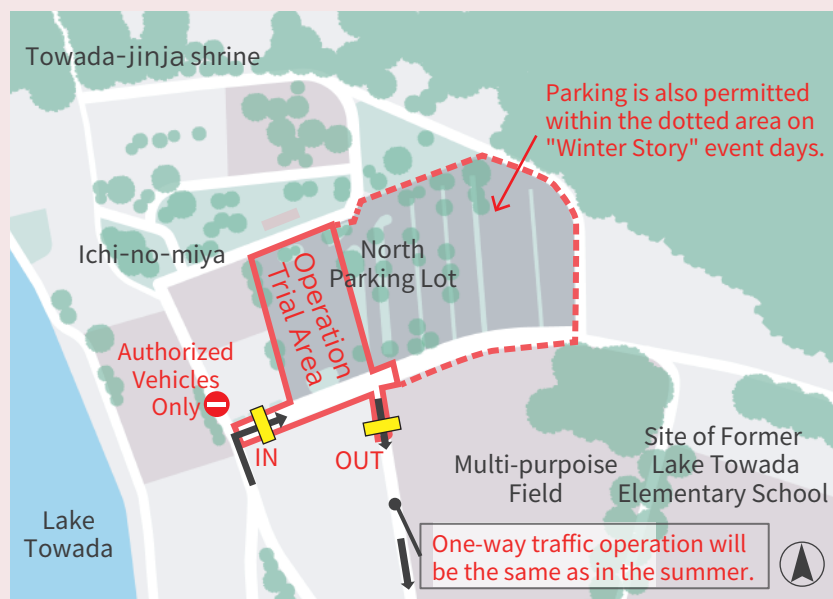 Towada-jinja shrine
Parking is also permitted
within the dotted area on
"Winter Story" event days.
Ichi-no-miya
North
Parking Lot
Operation
Trial Area
Authorized
Vehicles
Only
IN
OUT
Multi-purpoise
Field
Site of Former
Lake Towada
Elementary School
Lake
Towada
One-way traffic operation will
be the same as in the summer.